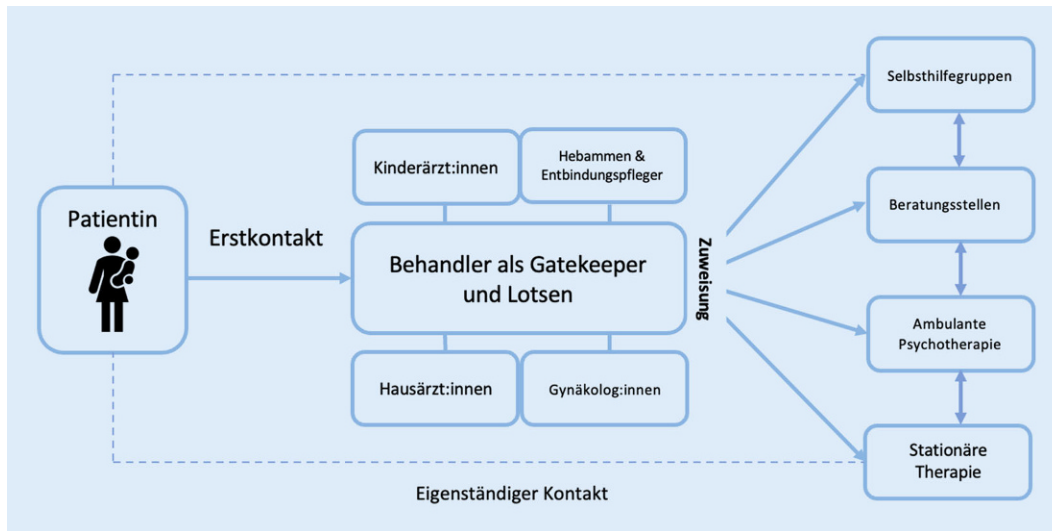 Patientin
Erstkontakt
Kinderärzt:innen
Hebammen &
Entbindungspfleger
Behandler als Gatekeeper
und Lotsen
Hausärzt:innen
Gynäkolog:innen
Zuweisung
Selbsthilfegruppen
Beratungsstellen
Ambulante
Psychotherapie
Stationäre
Therapie
Eigenständiger Kontakt